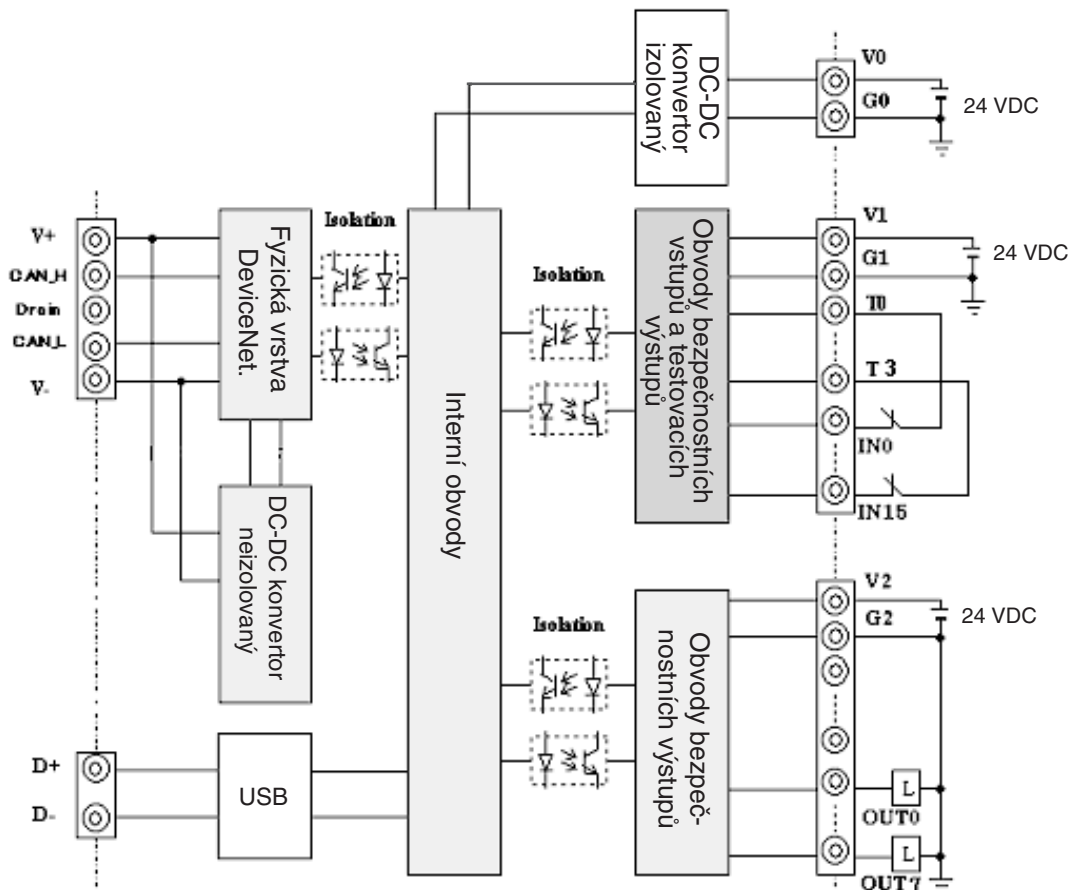 DC-DC
konvertor
izolovaný
V0
G0
24 VDC
V+
CAN_H
Drain
CAN_L
V-
Fyzická vrstva
DeviceNet.
Isolation
DC-DC konvertor
neizolovaný
D+
D-
USB
Interní obvody
Isolation
Obvody bezpečnostních
vstupů a testovacích
výstupů
V1
G1
24 VDC
T0
T 3
IN0
IN15
Isolation
Obvody bezpeč-
nostních výstupů
V2
G2
24 VDC
L
OUT0
L
OUT7